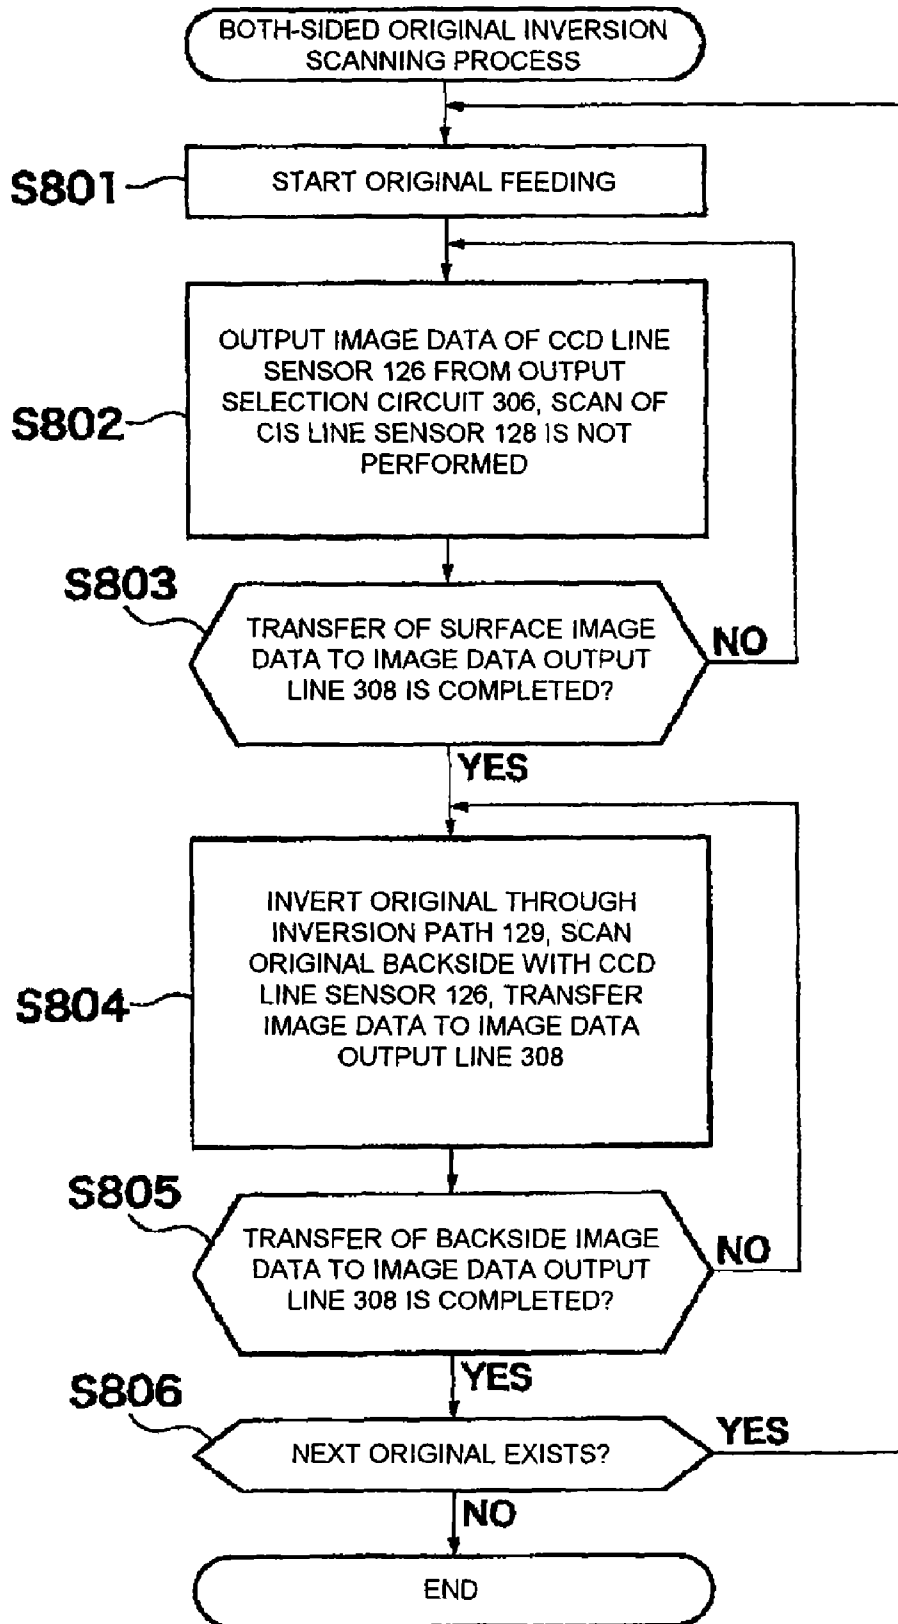 BOTH-SIDED ORIGINAL INVERSION
SCANNING PROCESS
S801
START ORIGINAL FEEDING
S802
OUTPUT IMAGE DATA OF CCD LINE
SENSOR 126 FROM OUTPUT
SELECTION CIRCUIT 306, SCAN OF
CIS LINE SENSOR 128 IS NOT
PERFORMED
S803
TRANSFER OF SURFACE IMAGE
DATA TO IMAGE DATA OUTPUT
LINE 308 IS COMPLETED?
NO
YES
S804
INVERT ORIGINAL THROUGH
INVERSION PATH 129, SCAN
ORIGINAL BACKSIDE WITH CCD
LINE SENSOR 126, TRANSFER
IMAGE DATA TO IMAGE DATA
OUTPUT LINE 308
S805
TRANSFER OF BACKSIDE IMAGE
DATA TO IMAGE DATA OUTPUT
LINE 308 IS COMPLETED?
NO
YES
S806
NEXT ORIGINAL EXISTS?
YES
NO
END